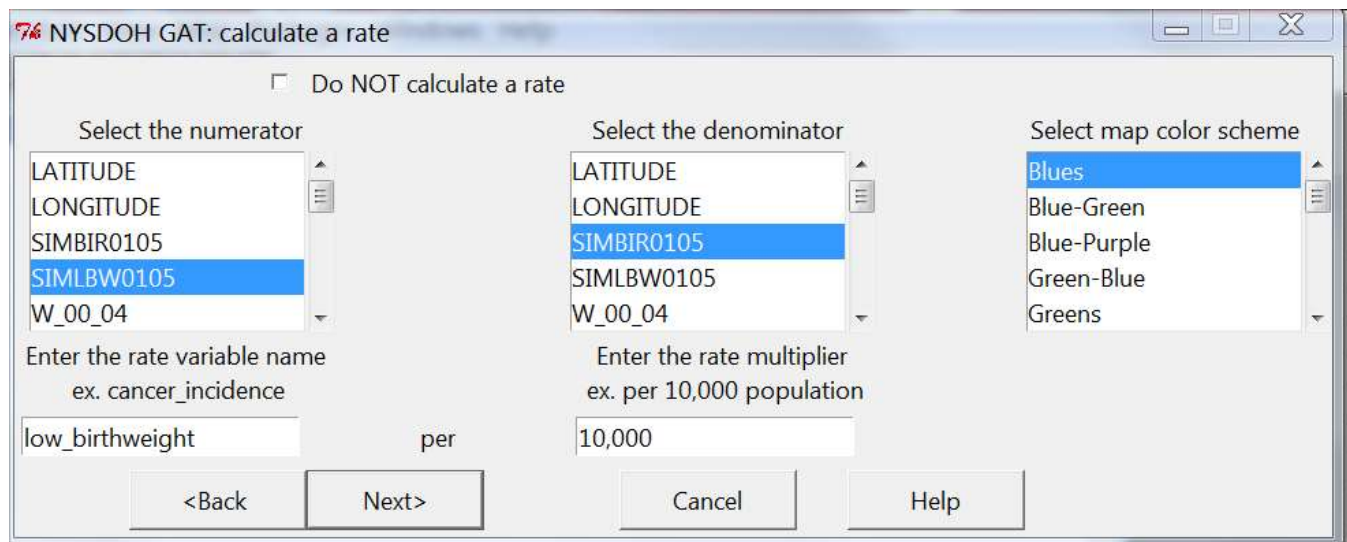 NYSDOH GAT: calculate a rate
Do NOT calculate a rate
Select the numerator
LATITUDE
LONGITUDE
SIMBIR0105
SIMLBW0105
W_00_04
Select the denominator
LATITUDE
LONGITUDE
SIMBIR0105
SIMLBW0105
W_00_04
Select map color scheme
Blues
Blue-Green
Blue-Purple
Green-Blue
Greens
Enter the rate variable name
ex. cancer_incidence
low_birthweight
per
Enter the rate multiplier
ex. per 10,000 population
10,000
<Back
Next>
Cancel
Help